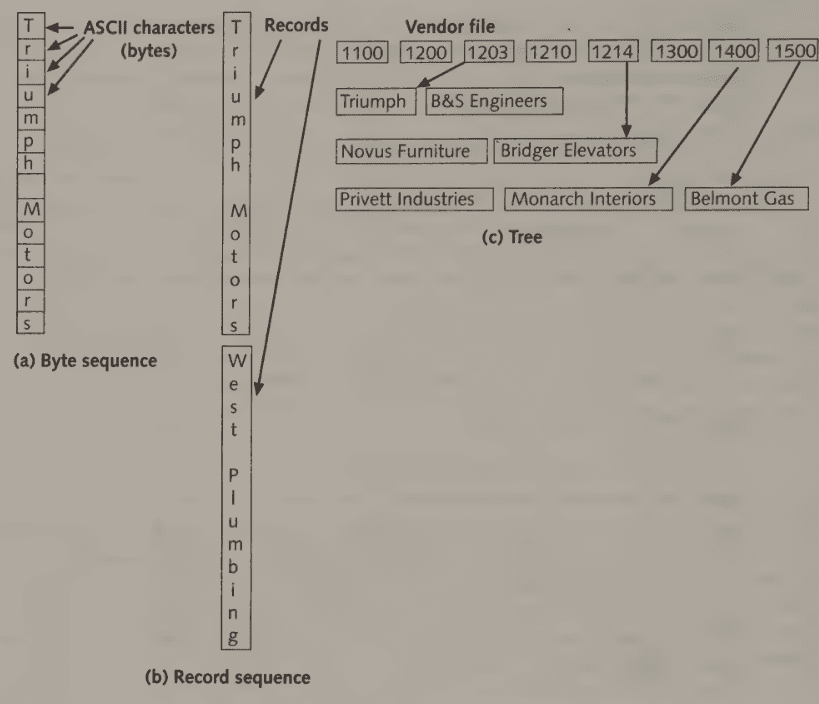 T
r
i
u
m
p
h
M
o
t
o
r
s
ASCII characters
(bytes)
(a) Byte sequence
T
r
i
u
m
p
h
M
o
t
o
r
s
Records
W
e
s
t
P
l
u
m
b
i
n
g
(b) Record sequence
Vendor file
1100 1200 1203 1210 1214 1300 1400 1500
Triumph B&S Engineers
Novus Furniture Bridger Elevators
Privett Industries Monarch Interiors Belmont Gas
(c) Tree